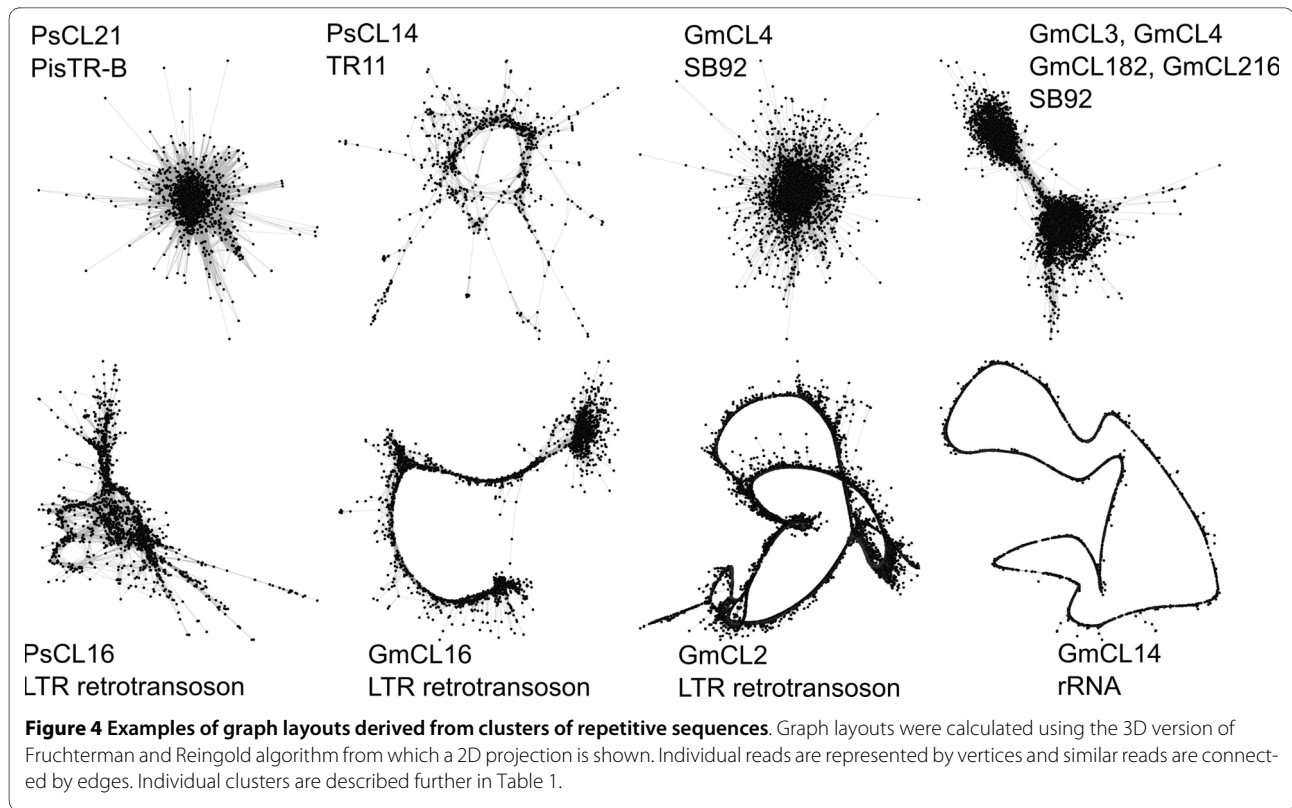 PsCL21
PisTR-B
PsCL14
TR11
GmCL4
SB92
GmCL3, GmCL4
GmCL182, GmCL216
SB92
PsCL16
LTR retrotransoson
GmCL16
LTR retrotransoson
GmCL2
LTR retrotransoson
GmCL14
rRNA
Figure 4 Examples of graph layouts derived from clusters of repetitive sequences. Graph layouts were calculated using the 3D version of
Fruchterman and Reingold algorithm from which a 2D projection is shown. Individual reads are represented by vertices and similar reads are connect-
ed by edges. Individual clusters are described further in Table 1.